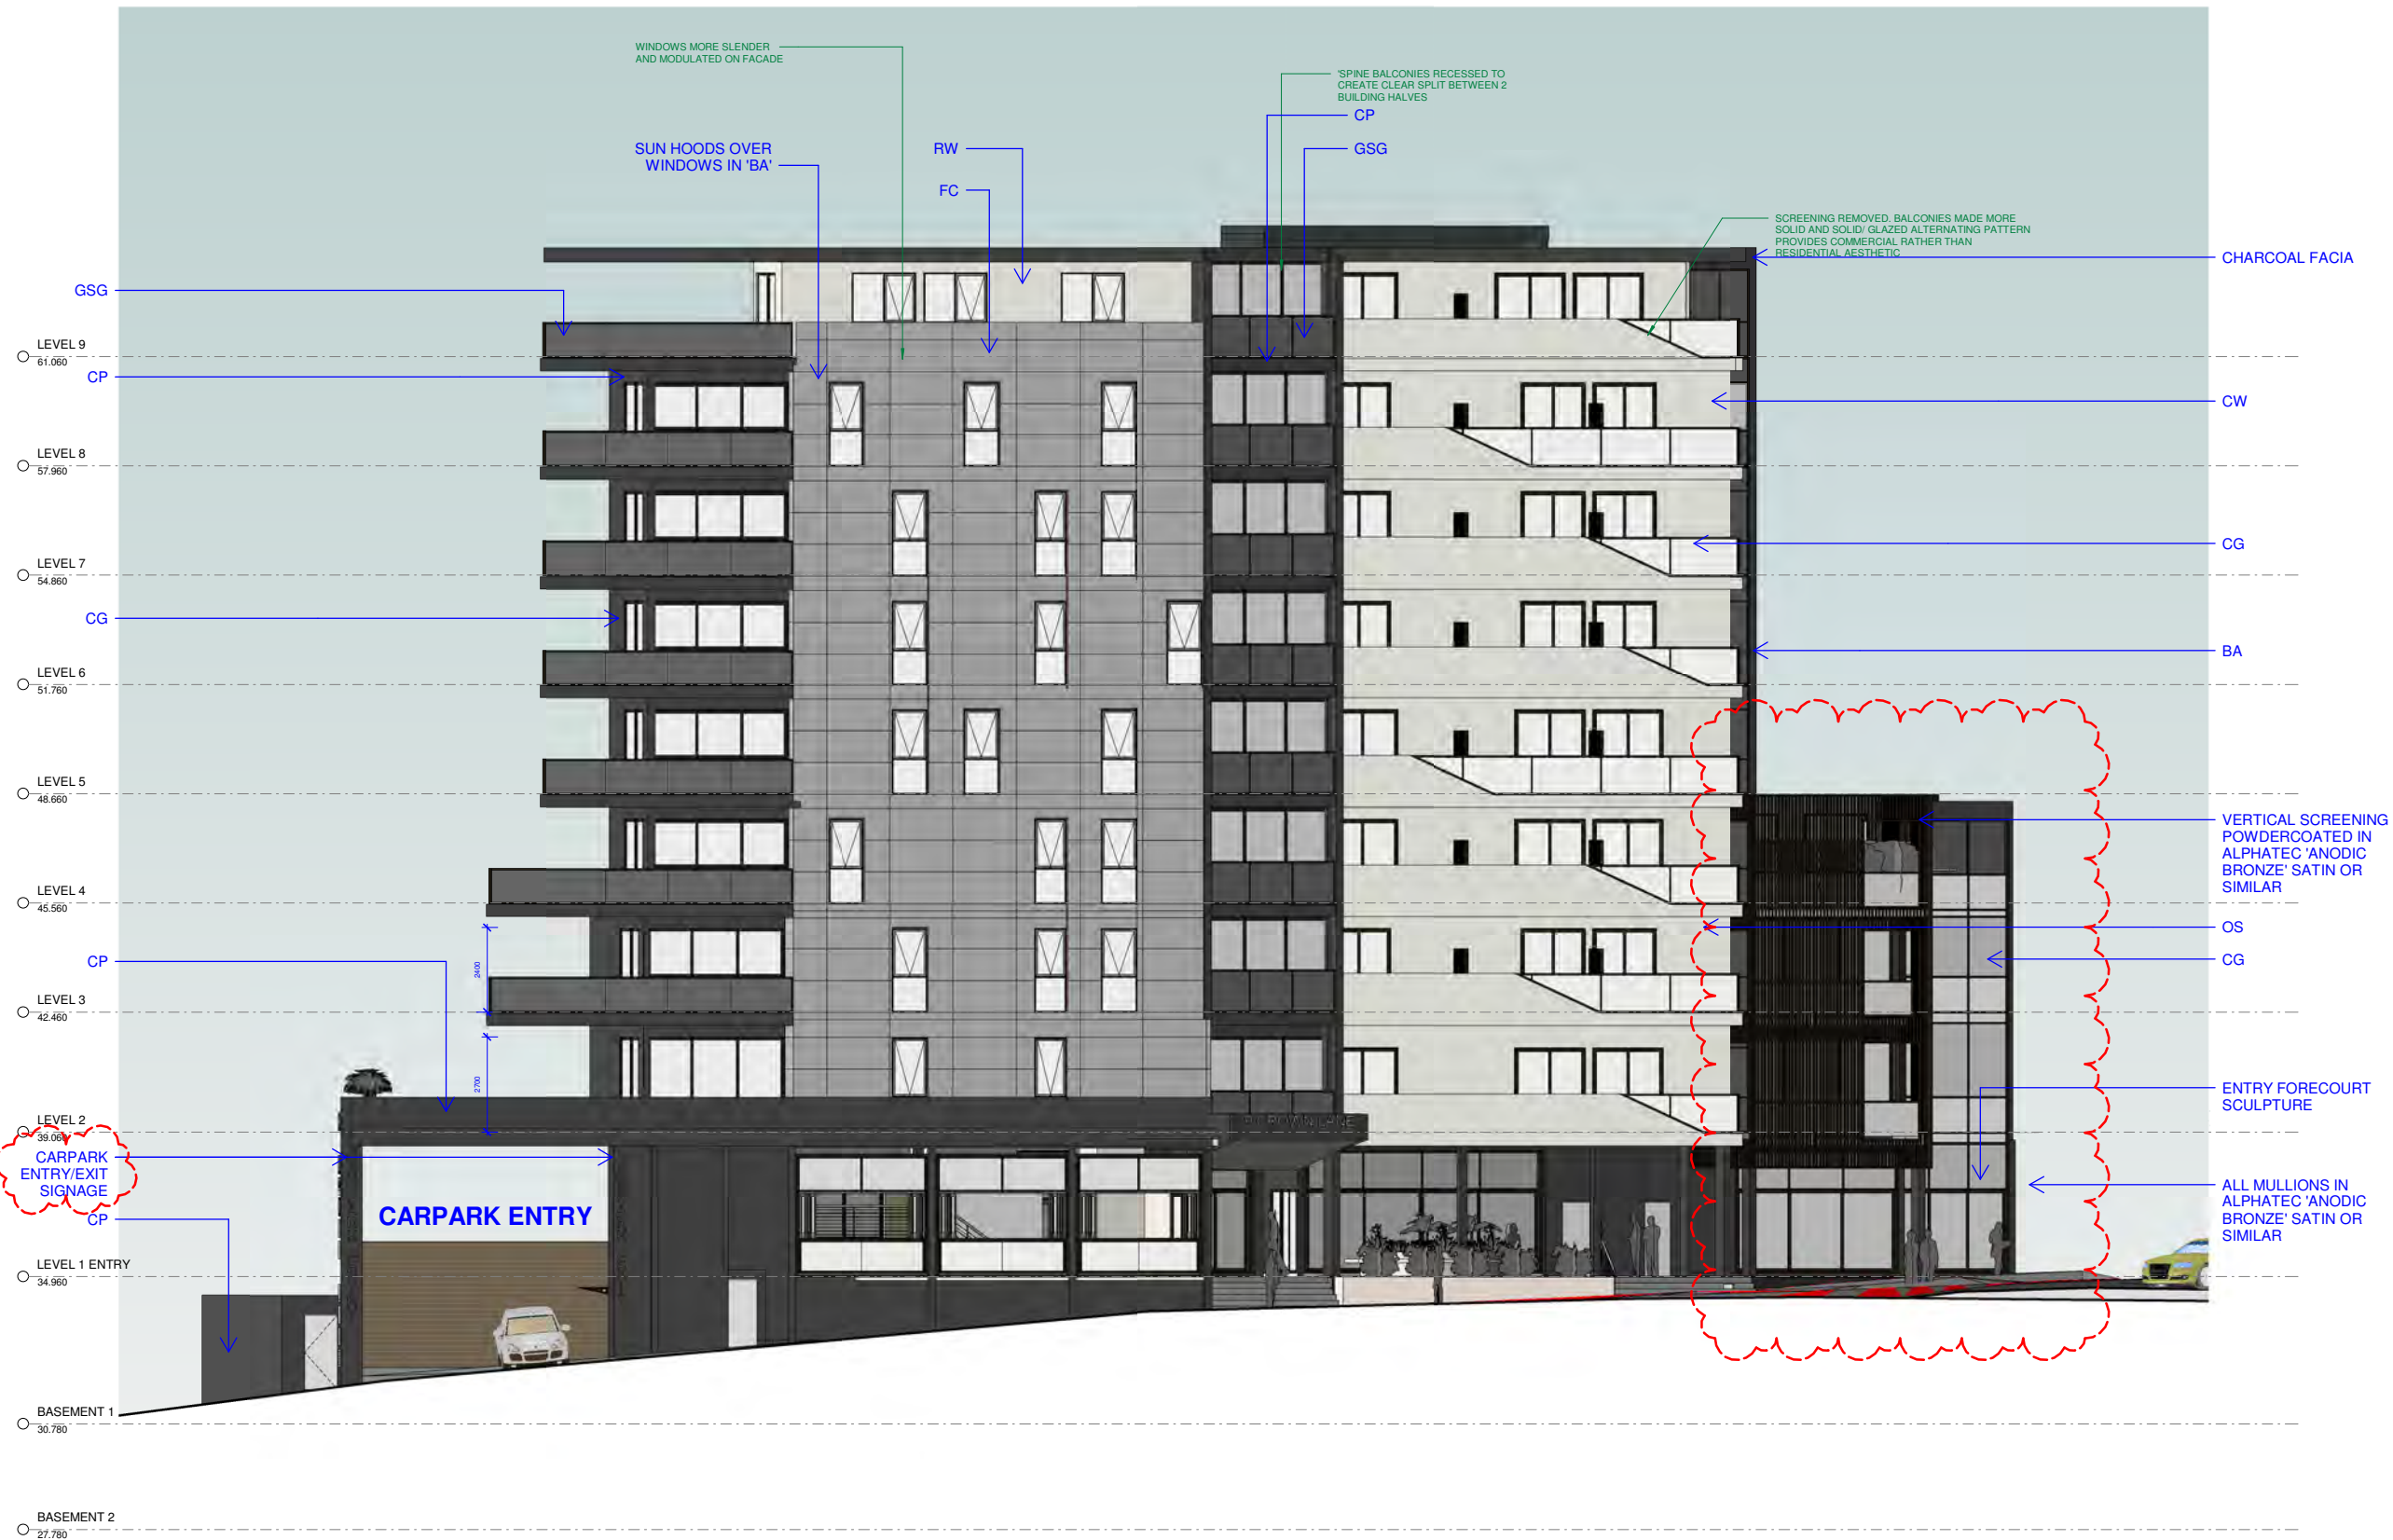 WINDOWS MORE SLENDER
AND MODULATED ON FACADE
'SPINE BALCONIES RECESSED TO
CREATE CLEAR SPLIT BETWEEN 2
BUILDING HALVES
CP
GSG
SUN HOODS OVER
WINDOWS IN 'BA'
RW
FC
SCREENING REMOVED. BALCONIES MADE MORE
SOLID AND SOLID/ GLAZED ALTERNATING PATTERN
PROVIDES COMMERCIAL RATHER THAN
RESIDENTIAL AESTHETIC
CHARCOAL FACIA
GSG
LEVEL 9
61.060
CP
CW
LEVEL 8
57.960
CG
LEVEL 7
54.860
CG
BA
LEVEL 6
51.760
LEVEL 5
48.660
VERTICAL SCREENING
POWDERCOATED IN
ALPHATEC 'ANODIC
BRONZE' SATIN OR
SIMILAR
LEVEL 4
45.560
OS
CG
CP
2400
LEVEL 3
42.460
2700
ENTRY FORECOURT
SCULPTURE
LEVEL 2
39.060
CARPARK
ENTRY/EXIT
SIGNAGE
ALL MULLIONS IN
ALPHATEC 'ANODIC
BRONZE' SATIN OR
SIMILAR
CARPARK ENTRY
CP
LEVEL 1 ENTRY
34.960
BASEMENT 1
30.780
BASEMENT 2
27.780